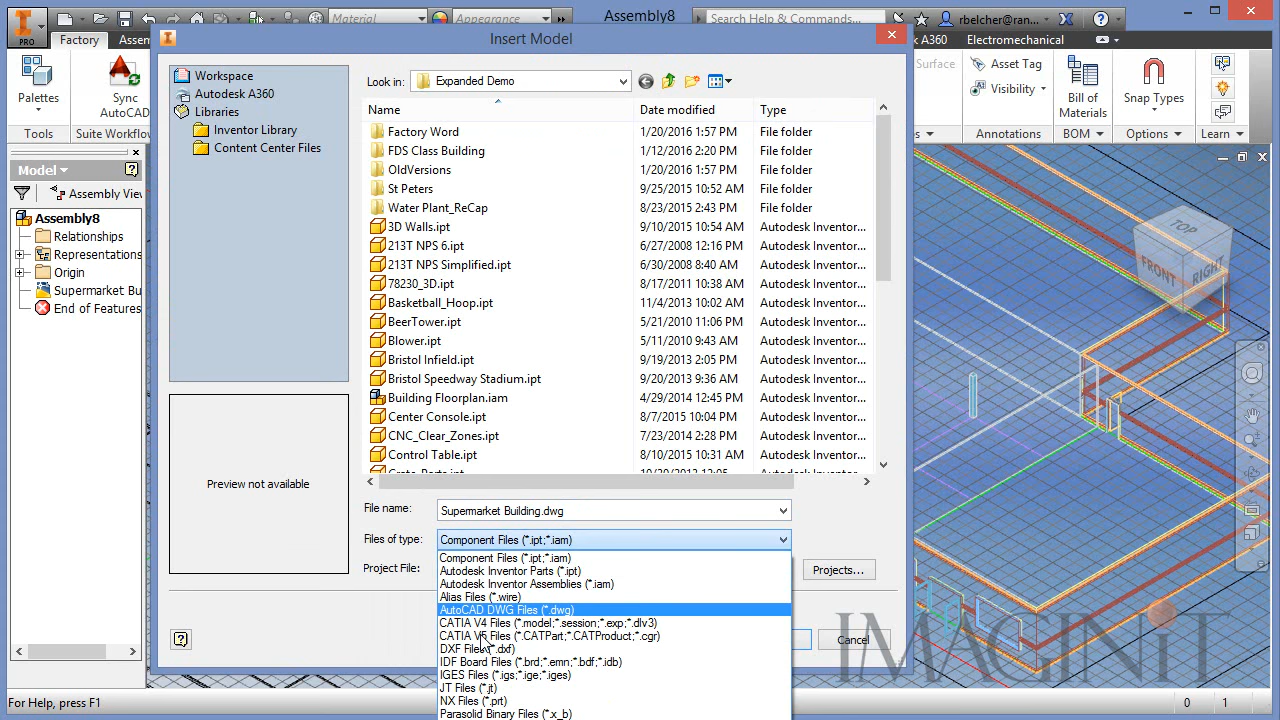 Material
Appearance
Assembly8
Search Help & Commands...
rbelcher@ran...
PRO
Factory
Assem
Insert Model
A360
Electromechanical
Palettes
Sync
AutoCAD
Tools
Suite Workflow
Surface
Asset Tag
Visibility
Bill of
Materials
Snap Types
Annotations
BOM
Options
Learn
Model
Assembly View
Assembly8
Relationships
Representations
Origin
Supermarket Bu
End of Features
Workspace
Autodesk A360
Libraries
Inventor Library
Content Center Files
Preview not available
Look in:
Expanded Demo
Name
Date modified
Type
Factory Word 1/20/2016 1:57 PM File folder
FDS Class Building 1/12/2016 2:20 PM File folder
OldVersions 1/20/2016 1:57 PM File folder
St Peters 9/25/2015 10:52 AM File folder
Water Plant_ReCap 8/23/2015 2:43 PM File folder
3D Walls.ipt 9/10/2015 10:54 AM Autodesk Inventor...
213T NPS 6.ipt 6/27/2008 12:16 PM Autodesk Inventor...
213T NPS Simplified.ipt 6/30/2008 8:40 AM Autodesk Inventor...
78230_3D.ipt 8/17/2011 10:38 AM Autodesk Inventor...
Basketball_Hoop.ipt 11/4/2013 10:02 AM Autodesk Inventor...
BeerTower.ipt 5/21/2010 11:06 PM Autodesk Inventor...
Blower.ipt 5/11/2010 9:43 AM Autodesk Inventor...
Bristol Infield.ipt 9/19/2013 2:05 PM Autodesk Inventor...
Bristol Speedway Stadium.ipt 9/20/2013 9:36 AM Autodesk Inventor...
Building Floorplan.iam 4/29/2014 12:45 PM Autodesk Inventor...
Center Console.ipt 8/7/2015 10:04 PM Autodesk Inventor...
CNC_Clear_Zones.ipt 7/23/2014 2:28 PM Autodesk Inventor...
Control Table.ipt 8/10/2015 10:31 AM Autodesk Inventor...
File name:
Supermarket Building.dwg
Files of type:
Component Files (*.ipt;*.iam)
Project File:
Projects...
Cancel
Component Files (*.ipt;*.iam)
Autodesk Inventor Parts (*.ipt)
Autodesk Inventor Assemblies (*.iam)
Alias Files (*.wire)
AutoCAD DWG Files (*.dwg)
CATIA V4 Files (*.model;*.session;*.exp;*.dlv3)
CATIA V5 Files (*.CATPart;*.CATProduct;*.cgr)
DXF Files (*.dxf)
IDF Board Files (*.brd;*.emn;*.bdf;*.idb)
IGES Files (*.igs;*.ige;*.iges)
JT Files (*.jt)
NX Files (*.prt)
Parasolid Binary Files (*.x_b)
TOP
FRONT
RIGHT
IMAGINiT
For Help, press F1
0
1